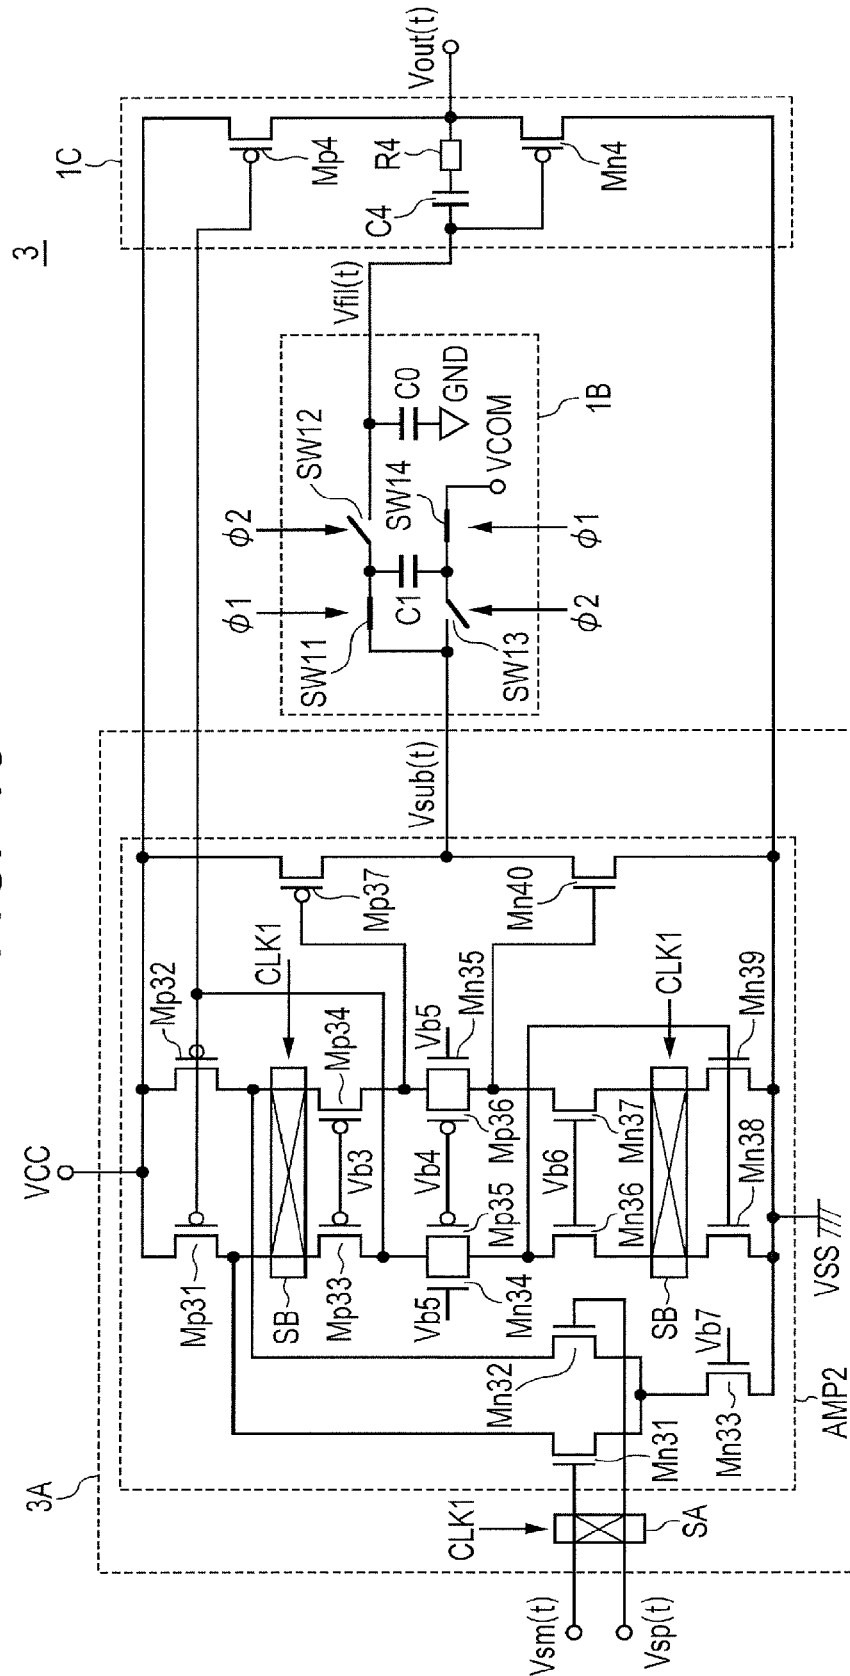 3
3A
1C
VCC
CLK1
Vsm(t)
Vsp(t)
SA
AMP2
Mp31
Mp32
SB
CLK1
Mp33
Vb3
Mp34
Vb5
Mn34
Mp35
Vb4
Mp36
Vb5
Mn35
Mn31
Mn32
Mn36
Vb6
Mn37
SB
CLK1
Mn33
Vb7
Mn38
Mn39
VSS
Mp37
Mn40
Vsub(t)
ϕ1
ϕ2
SW11
SW12
C1
C0
GND
SW13
SW14
VCOM
ϕ2
ϕ1
1B
Vfil(t)
Mp4
C4
R4
Mn4
Vout(t)